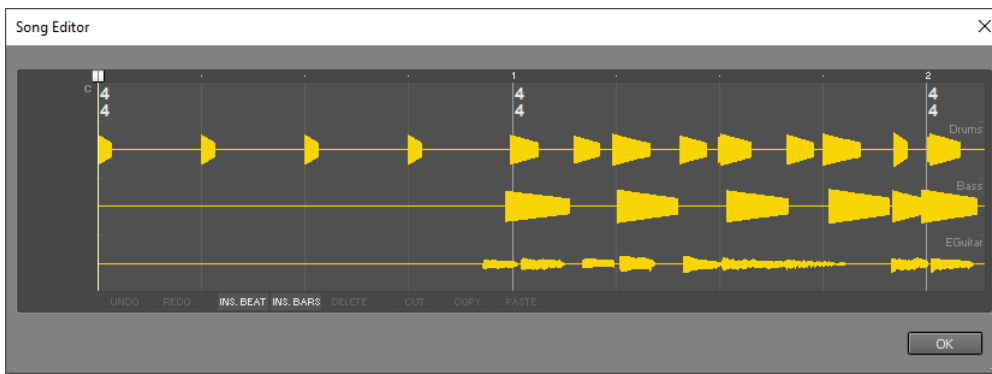 Song Editor
1 2
C 4 4 4
4 4 4
Drums
Bass
EGuitar
UNDO REDO INS. BEAT INS. BARS DELETE CUT COPY PASTE
OK